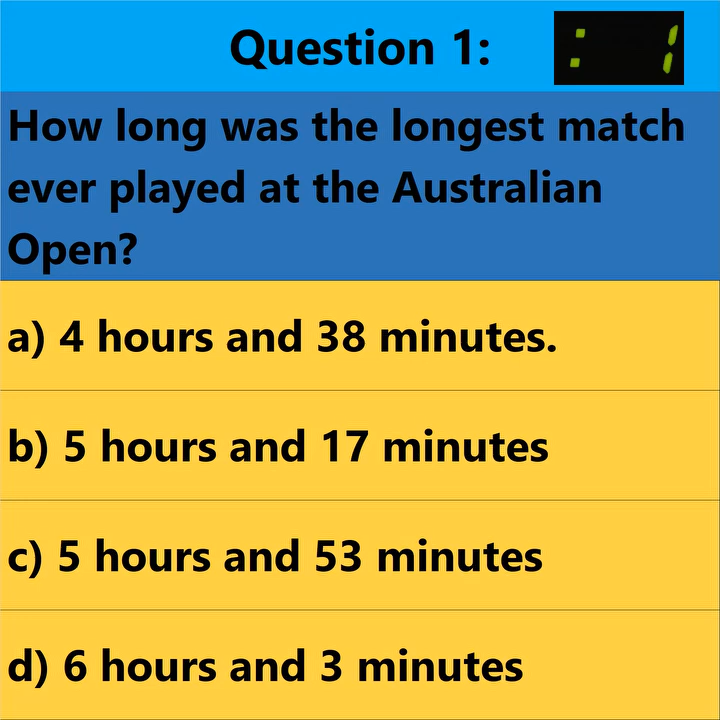 Question 1:
: 1
How long was the longest match
ever played at the Australian
Open?
a) 4 hours and 38 minutes.
b) 5 hours and 17 minutes
c) 5 hours and 53 minutes
d) 6 hours and 3 minutes